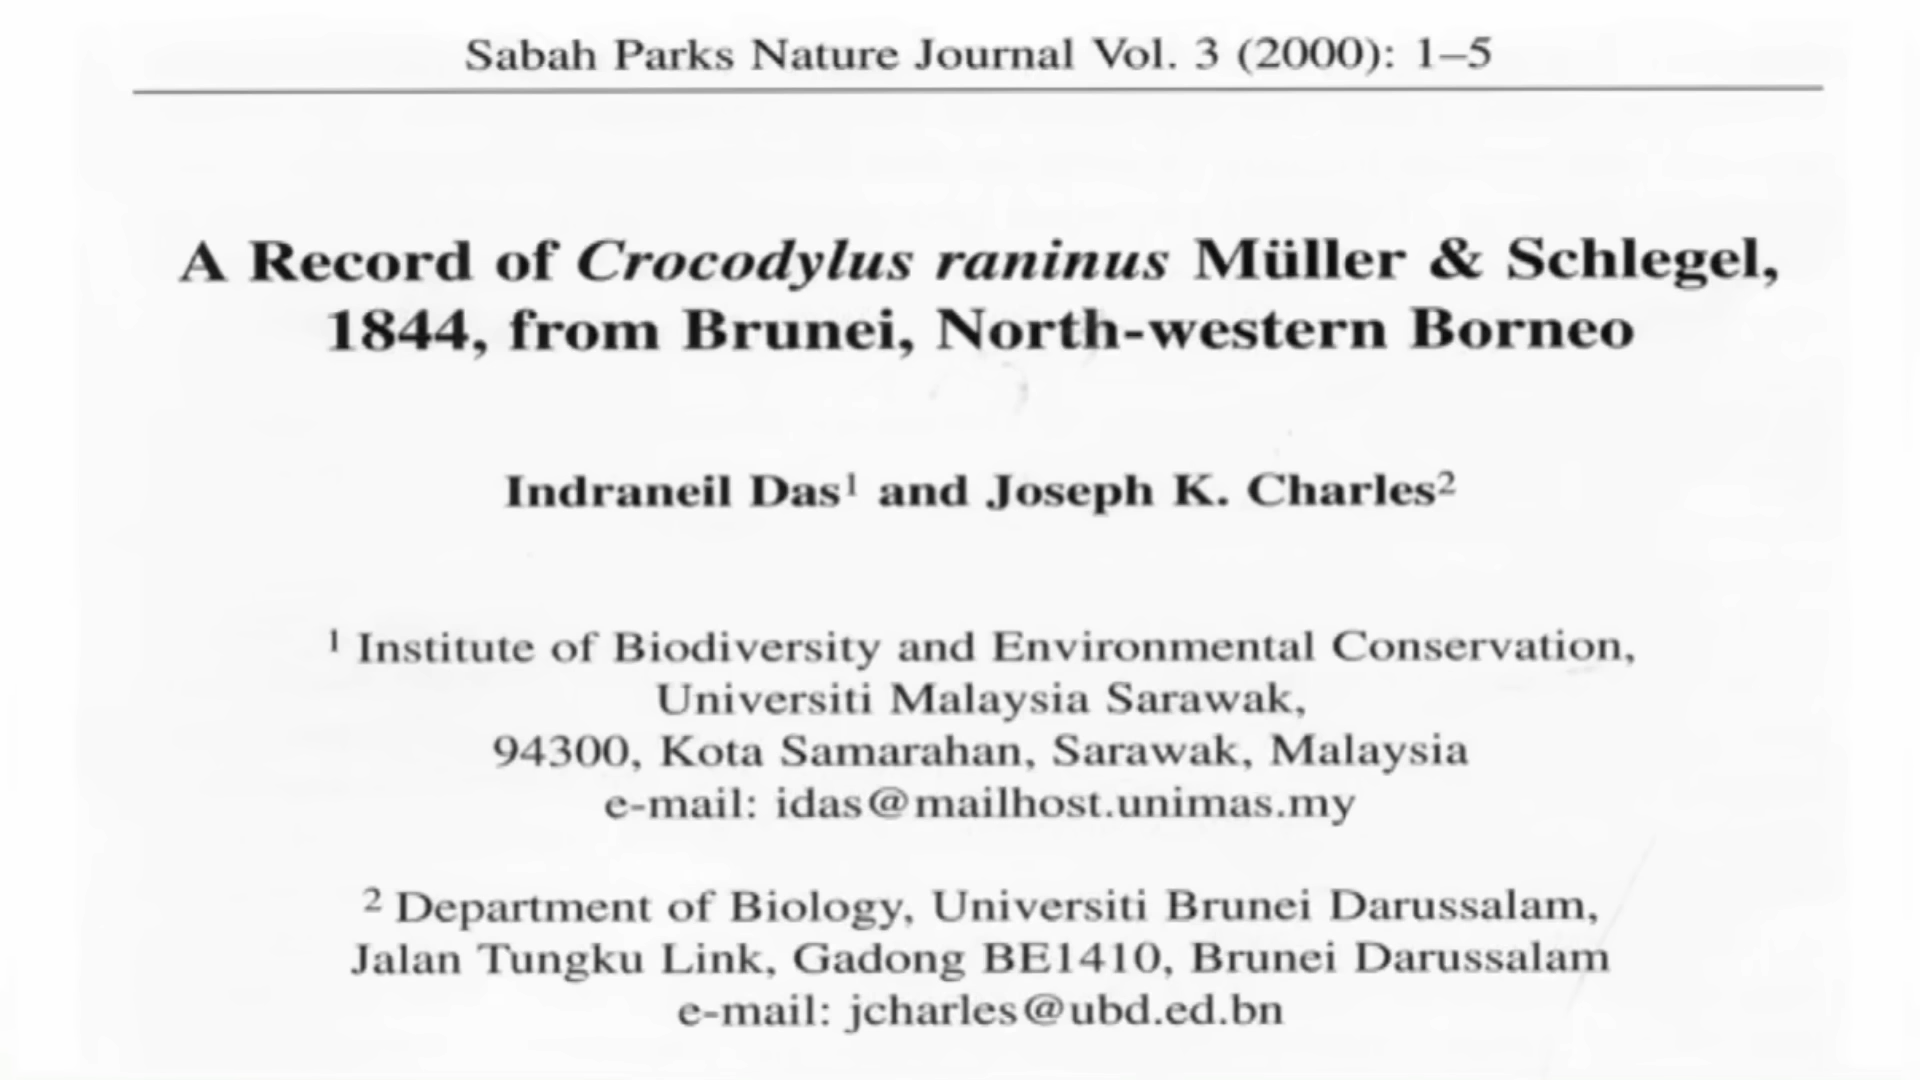 Sabah Parks Nature Journal Vol. 3 (2000): 1–5
A Record of Crocodylus raninus Müller & Schlegel,
1844, from Brunei, North-western Borneo
Indraneil Das¹ and Joseph K. Charles²
¹ Institute of Biodiversity and Environmental Conservation,
Universiti Malaysia Sarawak,
94300, Kota Samarahan, Sarawak, Malaysia
e-mail: idas@mailhost.unimas.my
² Department of Biology, Universiti Brunei Darussalam,
Jalan Tungku Link, Gadong BE1410, Brunei Darussalam
e-mail: jcharles@ubd.ed.bn